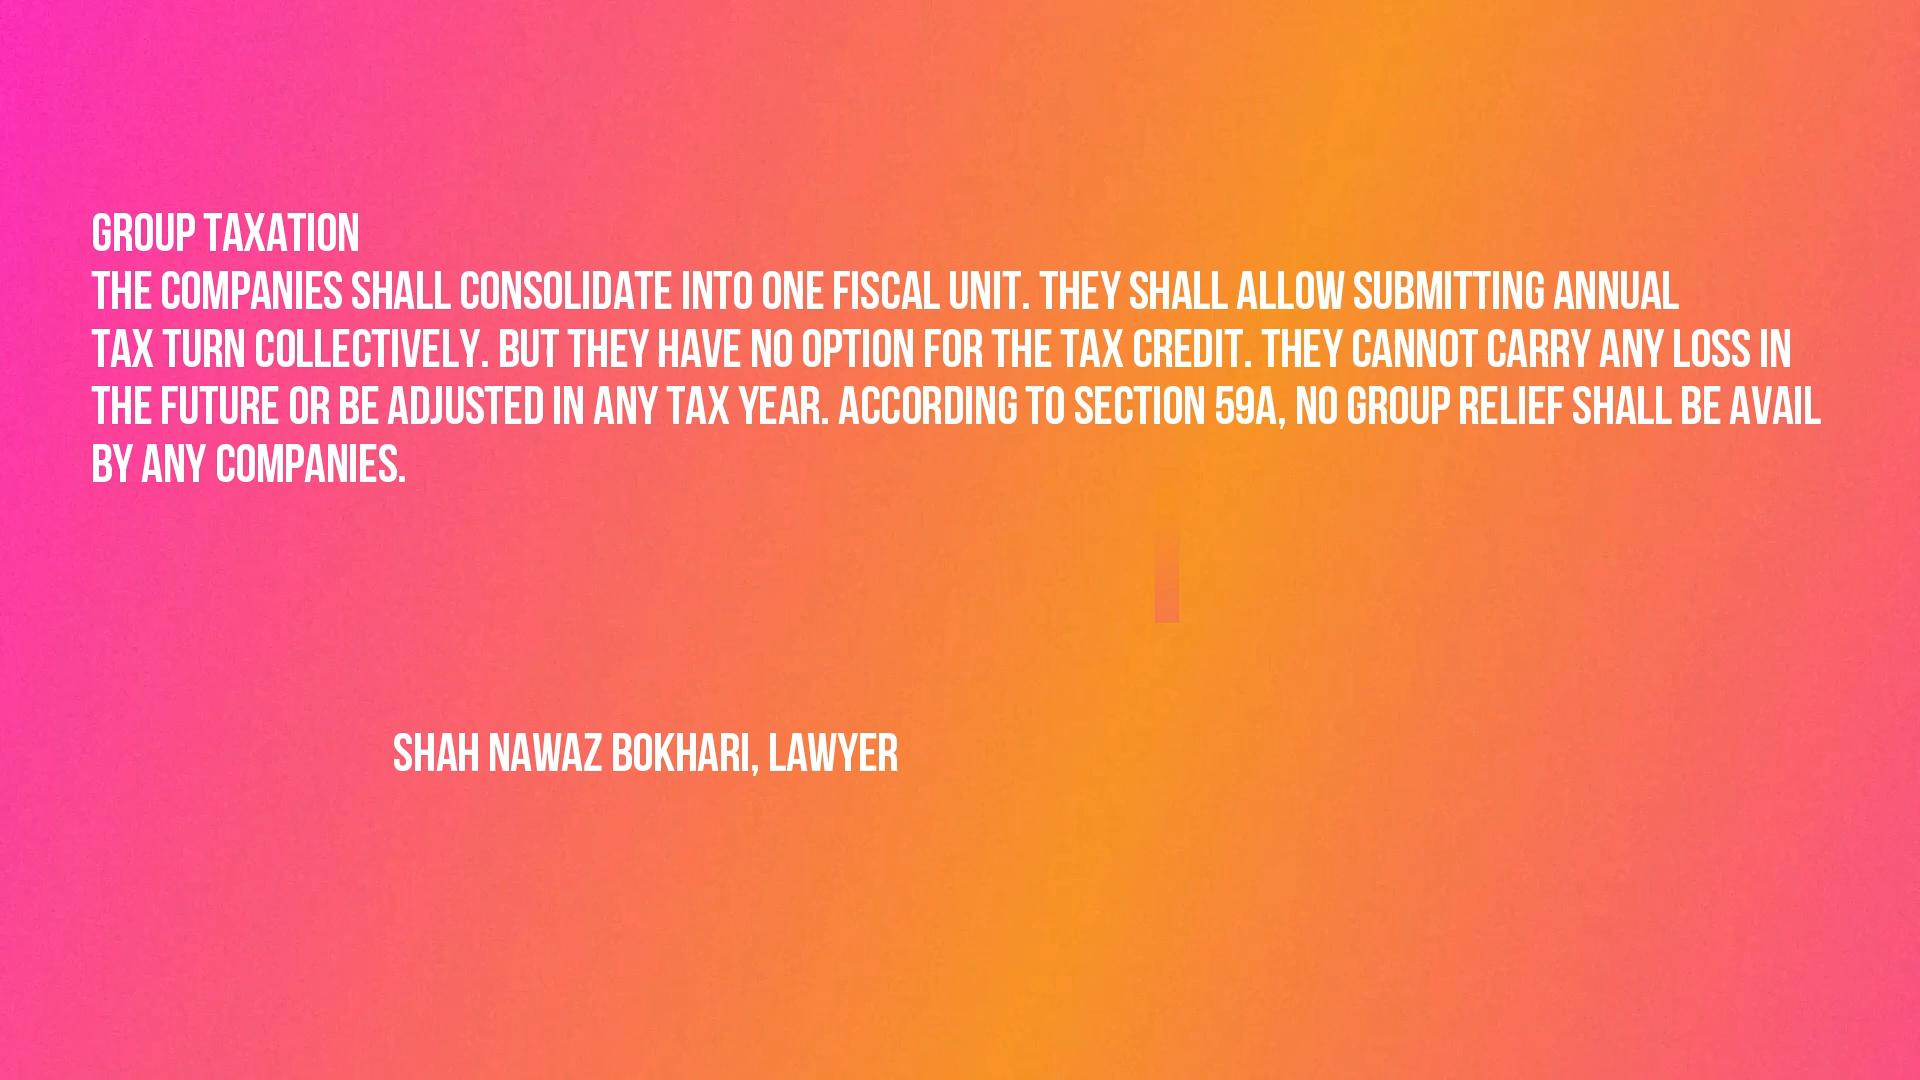 GROUP TAXATION
THE COMPANIES SHALL CONSOLIDATE INTO ONE FISCAL UNIT. THEY SHALL ALLOW SUBMITTING ANNUAL
TAX TURN COLLECTIVELY. BUT THEY HAVE NO OPTION FOR THE TAX CREDIT. THEY CANNOT CARRY ANY LOSS IN
THE FUTURE OR BE ADJUSTED IN ANY TAX YEAR. ACCORDING TO SECTION 59A, NO GROUP RELIEF SHALL BE AVAIL
BY ANY COMPANIES.
SHAH NAWAZ BOKHARI, LAWYER